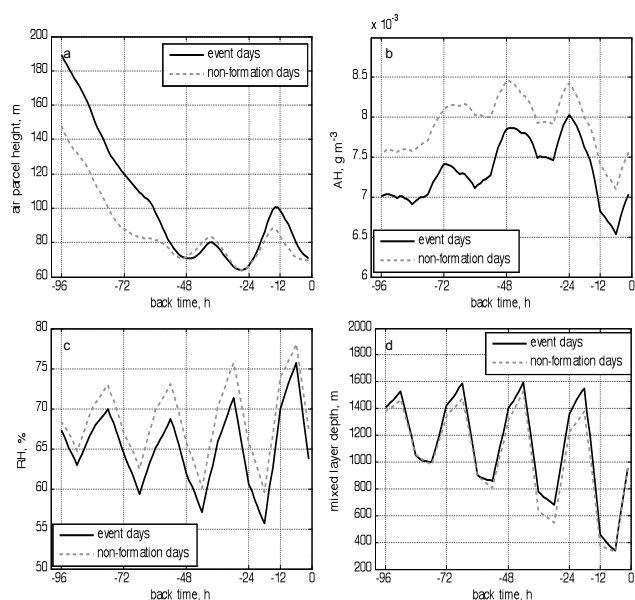 a
event days
non-formation days
200
180
160
140
120
100
80
60
air parcel height, m
-96
-72
-48
-24
-12
0
back time, h
x 10⁻³
b
8.5
8
7.5
7
6.5
6
AH, g m⁻³
event days
non-formation days
-96
-72
-48
-24
-12
0
back time, h
c
80
75
70
65
60
55
50
RH, %
event days
non-formation days
-96
-72
-48
-24
-12
0
back time, h
d
event days
non-formation days
2000
1800
1600
1400
1200
1000
800
600
400
200
mixed layer depth, m
-96
-72
-48
-24
-12
0
back time, h